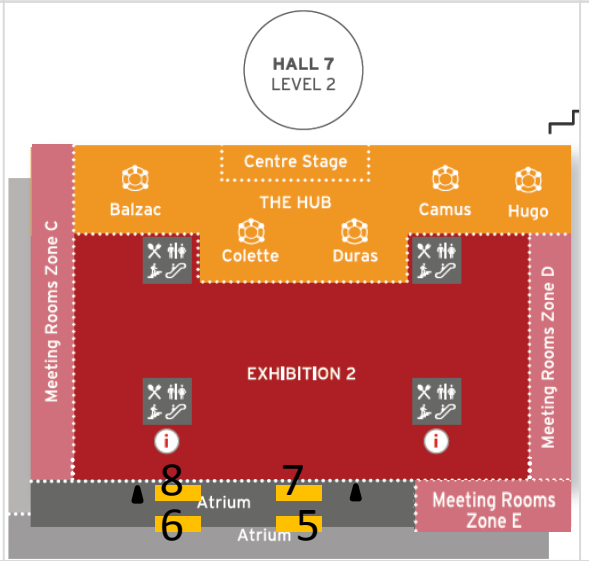 HALL 7
LEVEL 2
Centre Stage
THE HUB
Balzac
Camus
Hugo
Colette
Duras
Meeting Rooms Zone C
Meeting Rooms Zone D
EXHIBITION 2
i
i
8
7
Atrium
Meeting Rooms
Zone E
6
5
Atrium